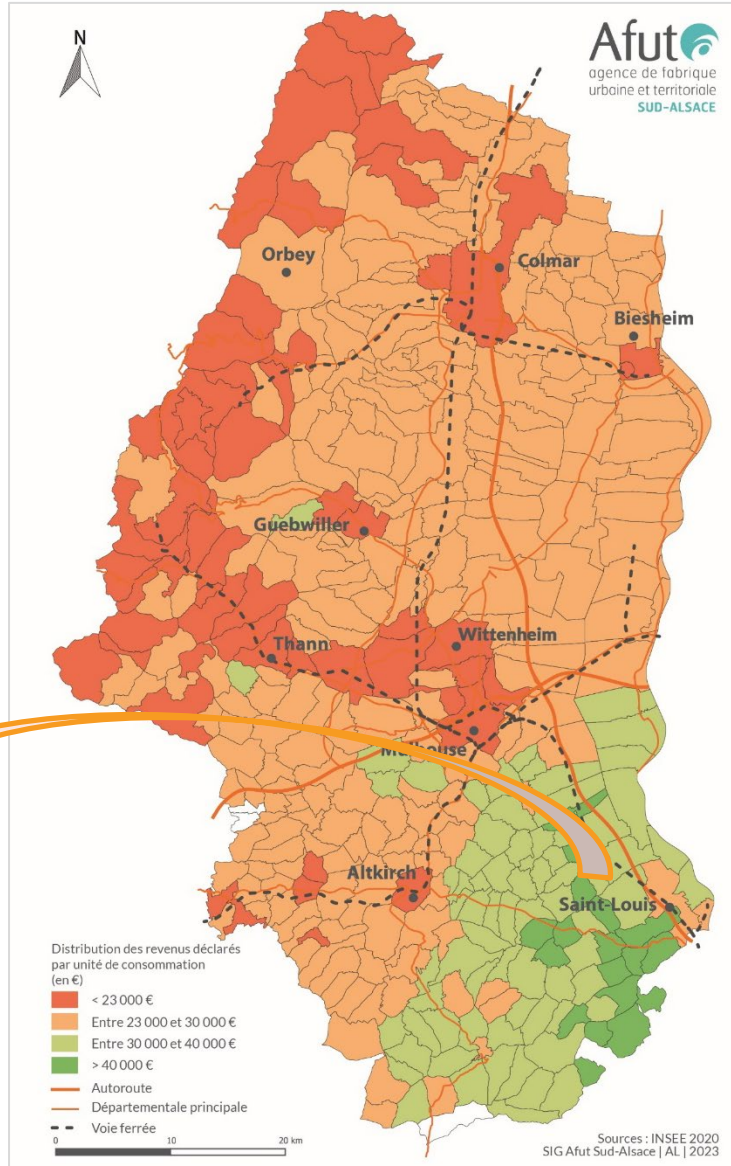 N
Afut
agence de fabrique
urbaine et territoriale
SUD-ALSACE
Orbey
Colmar
Biesheim
Guebwiller
Thann
Wittenheim
Mulhouse
Altkirch
Saint-Louis
Distribution des revenus déclarés
par unité de consommation
(en €)
< 23 000 €
Entre 23 000 et 30 000 €
Entre 30 000 et 40 000 €
> 40 000 €
Autoroute
Départementale principale
Voie ferrée
0 10 20 km
Sources : INSEE 2020
SIG Afut Sud-Alsace | AL | 2023